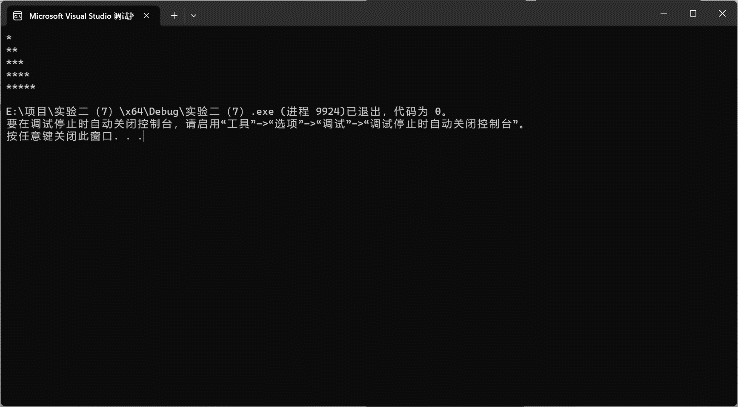 Microsoft Visual Studio 调试控
*
**
***
****
*****
E:\项目\实验二（7）\x64\Debug\实验二（7）.exe (进程 9924)已退出，代码为 0。
要在调试停止时自动关闭控制台，请启用“工具”->“选项”->“调试”->“调试停止时自动关闭控制台”。
按任意键关闭此窗口. . .